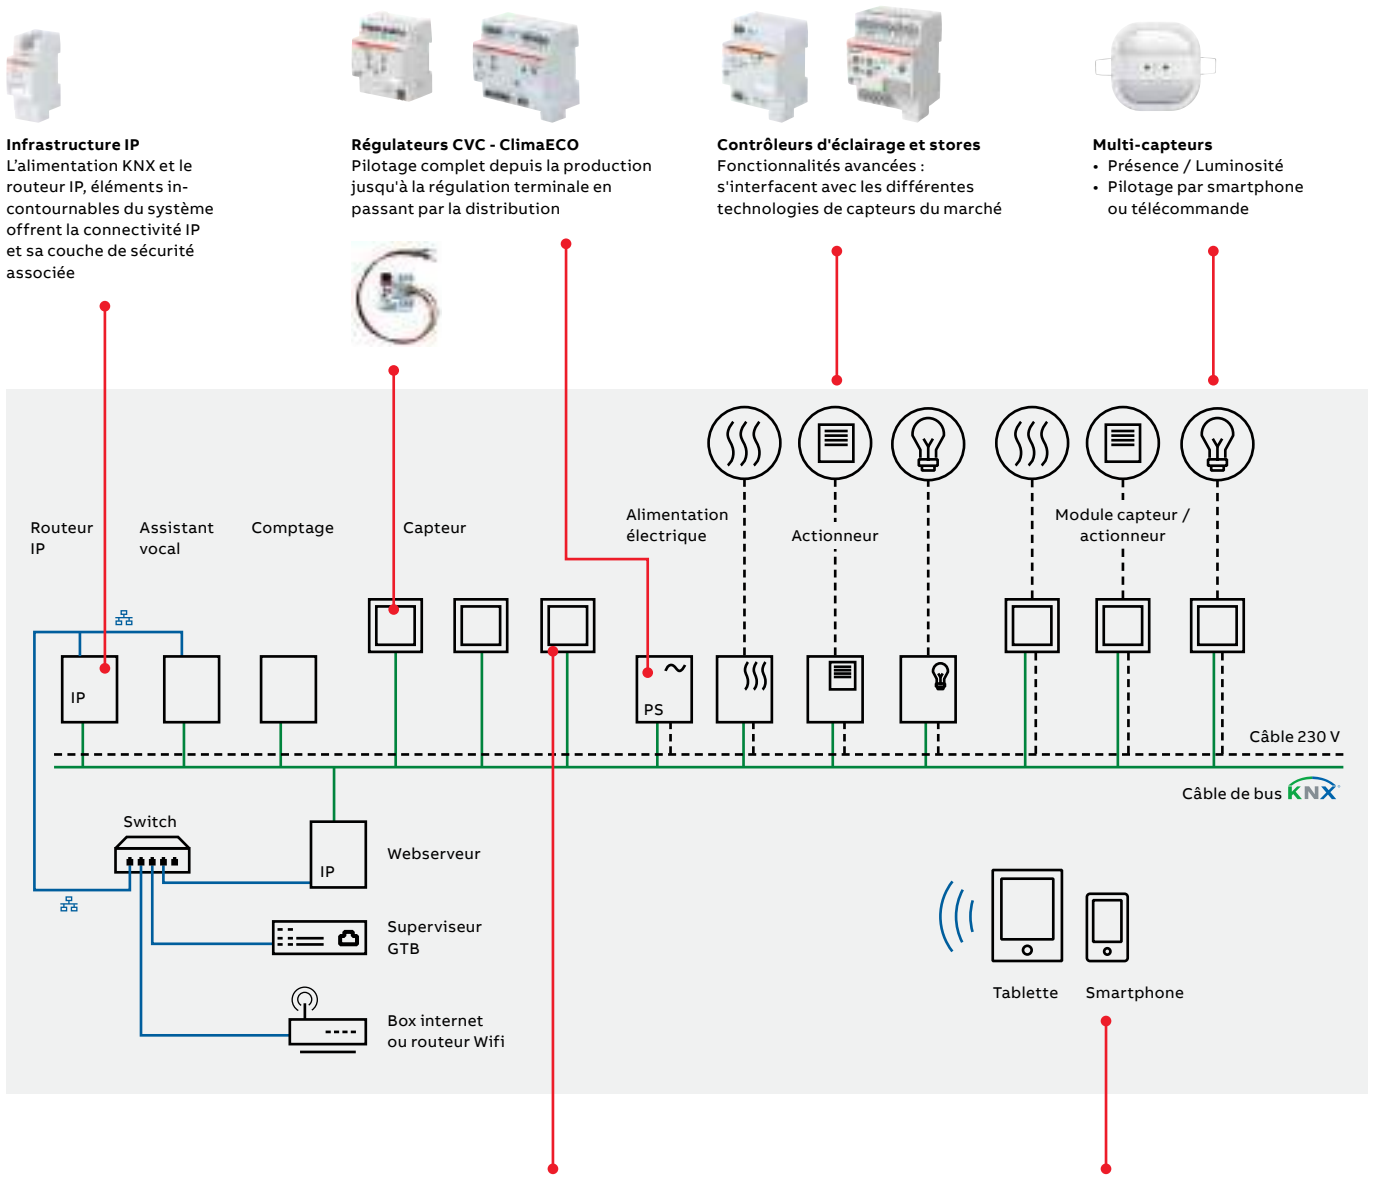 Infrastructure IP
L'alimentation KNX et le
routeur IP, éléments in-
contournables du système
offrent la connectivité IP
et sa couche de sécurité
associée
Régulateurs CVC - ClimaECO
Pilotage complet depuis la production
jusqu'à la régulation terminale en
passant par la distribution
Contrôleurs d'éclairage et stores
Fonctionnalités avancées :
s'interfacent avec les différentes
technologies de capteurs du marché
Multi-capteurs
• Présence / Luminosité
• Pilotage par smartphone
ou télécommande
Routeur
IP
Assistant
vocal
Comptage
Capteur
Alimentation
électrique
Actionneur
Module capteur /
actionneur
IP
PS
Câble 230 V
Câble de bus KNX
Switch
IP
Webserveur
Superviseur
GTB
Box internet
ou routeur Wifi
Tablette
Smartphone